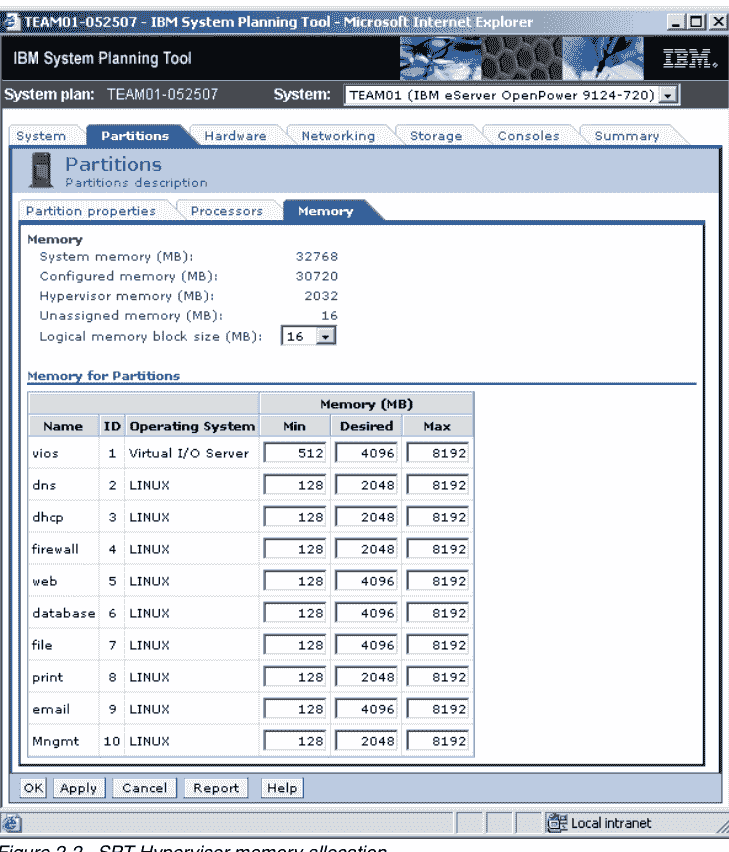 TEAM01-052507 - IBM System Planning Tool - Microsoft Internet Explorer
IBM System Planning Tool IBM.
System plan: TEAM01-052507 System: TEAM01 (IBM eServer OpenPower 9124-720)
System Partitions Hardware Networking Storage Consoles Summary
Partitions
Partitions description
Partition properties Processors Memory
Memory
System memory (MB): 32768
Configured memory (MB): 30720
Hypervisor memory (MB): 2032
Unassigned memory (MB): 16
Logical memory block size (MB): 16
Memory for Partitions
Memory (MB)
Name ID Operating System Min Desired Max
vios 1 Virtual I/O Server 512 4096 8192
dns 2 LINUX 128 2048 8192
dhcp 3 LINUX 128 2048 8192
firewall 4 LINUX 128 2048 8192
web 5 LINUX 128 4096 8192
database 6 LINUX 128 4096 8192
file 7 LINUX 128 4096 8192
print 8 LINUX 128 2048 8192
email 9 LINUX 128 4096 8192
Mngmt 10 LINUX 128 2048 8192
OK Apply Cancel Report Help
Local intranet
Figure 2-2 SPT Hypervisor memory allocation